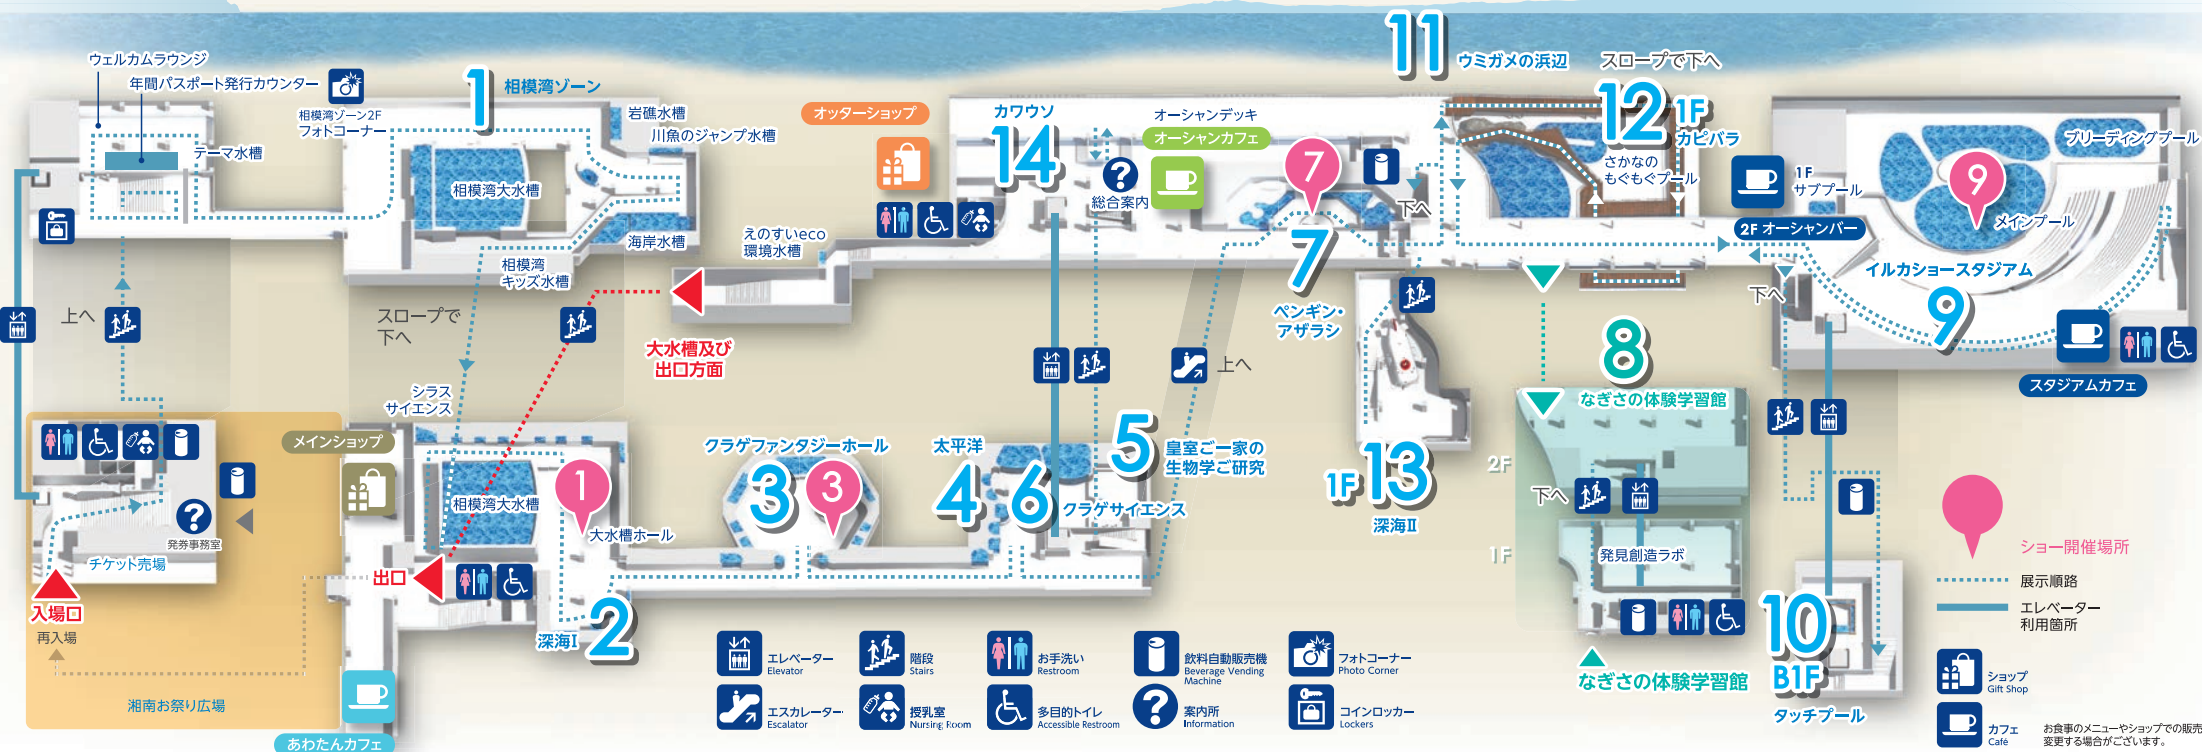 ウェルカムラウンジ
年間パスポート発行カウンター
相模湾ゾーン2F
フォトコーナー
テーマ水槽
1
相模湾ゾーン
岩礁水槽
川魚のジャンプ水槽
相模湾大水槽
海岸水槽
相模湾
キッズ水槽
えのすいeco
環境水槽
オッターショップ
カワウソ
14
オーシャンデッキ
オーシャンカフェ
総合案内
7
7
ペンギン・
アザラシ
下へ
11
ウミガメの浜辺
スロープで下へ
12
1F
カピバラ
さかなの
もぐもぐプール
1F
サブプール
2F オーシャンバー
ブリーディングプール
9
メインプール
イルカショースタジアム
9
下へ
スタジアムカフェ
上へ
スロープで
下へ
大水槽及び
出口方面
上へ
8
なぎさの体験学習館
シラス
サイエンス
メインショップ
発券事務室
チケット売場
入場口
再入場
湘南お祭り広場
あわたんカフェ
相模湾大水槽
1
大水槽ホール
出口
深海I
2
クラゲファンタジーホール
3
3
太平洋
4
6
5
皇室ご一家の
生物学ご研究
クラゲサイエンス
1F
13
深海II
2F
下へ
1F
発見創造ラボ
なぎさの体験学習館
10
B1F
タッチプール
ショー開催場所
展示順路
エレベーター
利用箇所
エレベーター
Elevator
階段
Stairs
お手洗い
Restroom
飲料自動販売機
Beverage Vending
Machine
フォトコーナー
Photo Corner
エスカレーター
Escalator
授乳室
Nursing Room
多目的トイレ
Accessible Restroom
案内所
Information
コインロッカー
Lockers
ショップ
Gift Shop
カフェ
Café
お食事のメニューやショップでの販売
変更する場合がございます。